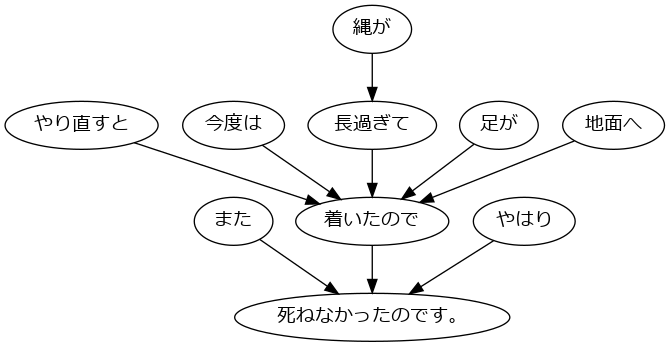 縄が
やり直すと 今度は 長過ぎて 足が 地面へ
また 着いたので やはり
死ねなかったのです。